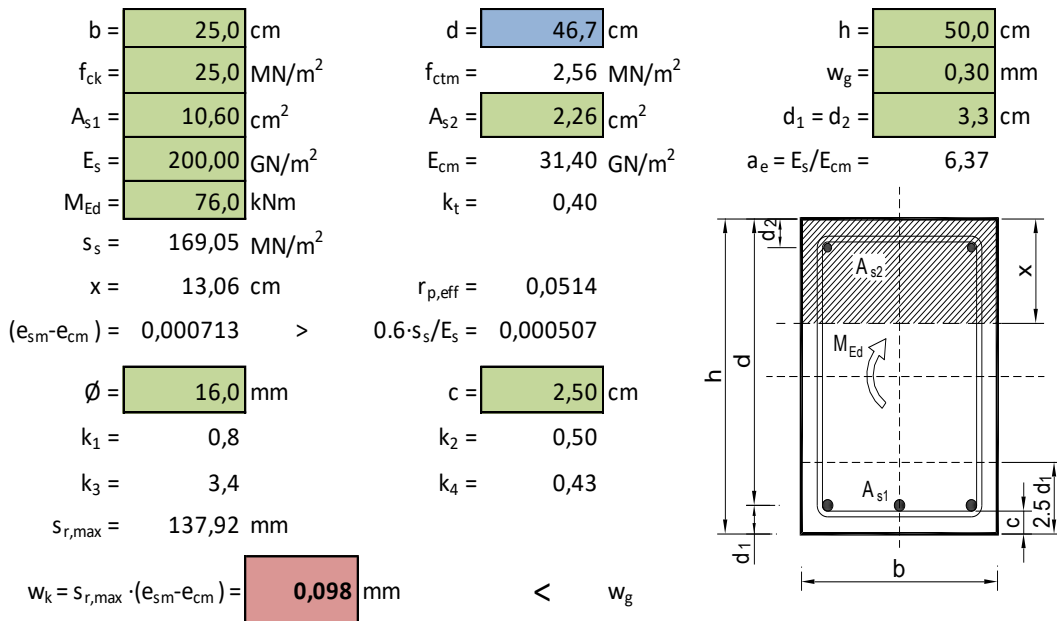 b = 25,0 cm d = 46,7 cm h = 50,0 cm
f_ck = 25,0 MN/m² f_ctm = 2,56 MN/m² w_g = 0,30 mm
A_s1 = 10,60 cm² A_s2 = 2,26 cm² d_1 = d_2 = 3,3 cm
E_s = 200,00 GN/m² E_cm = 31,40 GN/m² a_e = E_s/E_cm = 6,37
M_Ed = 76,0 kNm k_t = 0,40
s_s = 169,05 MN/m²
x = 13,06 cm r_p,eff = 0,0514
(e_sm-e_cm ) = 0,000713 > 0.6·s_s/E_s = 0,000507
Ø = 16,0 mm c = 2,50 cm
k_1 = 0,8 k_2 = 0,50
k_3 = 3,4 k_4 = 0,43
s_r,max = 137,92 mm
w_k = s_r,max ·(e_sm-e_cm) = 0,098 mm < w_g
d_2
A_s2
x
M_Ed
h
d
A_s1
2.5 d_1
c
d_1
b